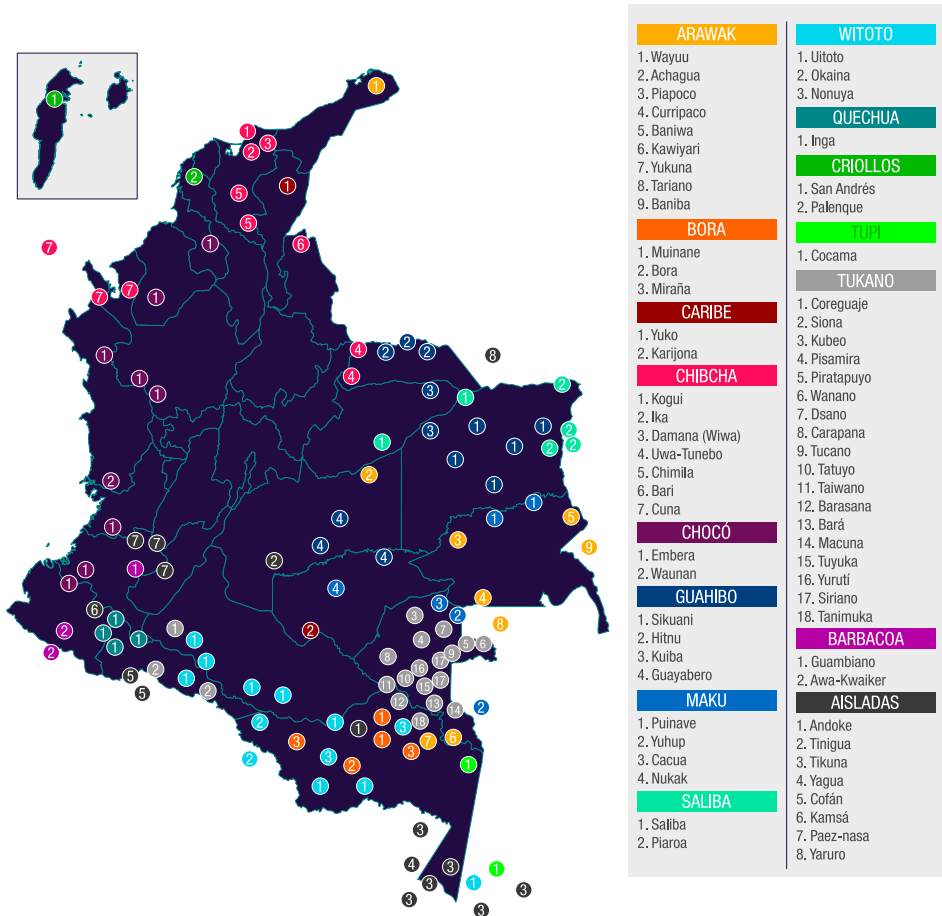 ARAWAK
1. Wayuu
2. Achagua
3. Piapoco
4. Curripaco
5. Baniwa
6. Kawiyari
7. Yukuna
8. Tariano
9. Baniba
BORA
1. Muinane
2. Bora
3. Miraña
CARIBE
1. Yuko
2. Karijona
CHIBCHA
1. Kogui
2. Ika
3. Damana (Wiwa)
4. Uwa-Tunebo
5. Chimila
6. Bari
7. Cuna
CHOCÓ
1. Embera
2. Waunan
GUAHIBO
1. Sikuani
2. Hitnu
3. Kuiba
4. Guayabero
MAKU
1. Puinave
2. Yuhup
3. Cacua
4. Nukak
SALIBA
1. Saliba
2. Piaroa
WITOTO
1. Uitoto
2. Okaina
3. Nonuya
QUECHUA
1. Inga
CRIOLLOS
1. San Andrés
2. Palenque
TUPI
1. Cocama
TUKANO
1. Coreguaje
2. Siona
3. Kubeo
4. Pisamira
5. Piratapuyo
6. Wanano
7. Dsano
8. Carapana
9. Tucano
10. Tatuyo
11. Taiwano
12. Barasana
13. Bará
14. Macuna
15. Tuyuka
16. Yurutí
17. Siriano
18. Tanimuka
BARBACOA
1. Guambiano
2. Awa-Kwaiker
AISLADAS
1. Andoke
2. Tinigua
3. Tikuna
4. Yagua
5. Cofán
6. Kamsá
7. Paez-nasa
8. Yaruro